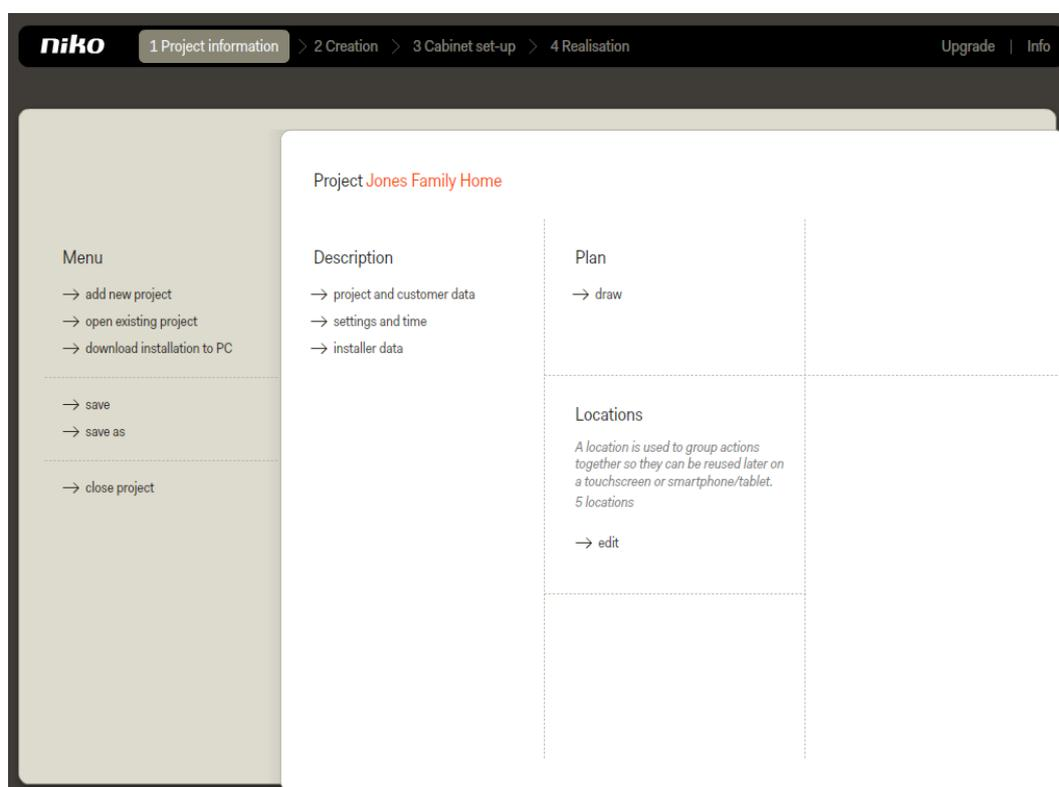 niko 1 Project information 2 Creation 3 Cabinet set-up 4 Realisation Upgrade | Info
Project Jones Family Home
Menu
add new project
open existing project
download installation to PC
save
save as
close project
Description
project and customer data
settings and time
installer data
Plan
draw
Locations
A location is used to group actions
together so they can be reused later on
a touchscreen or smartphone/tablet.
5 locations
edit